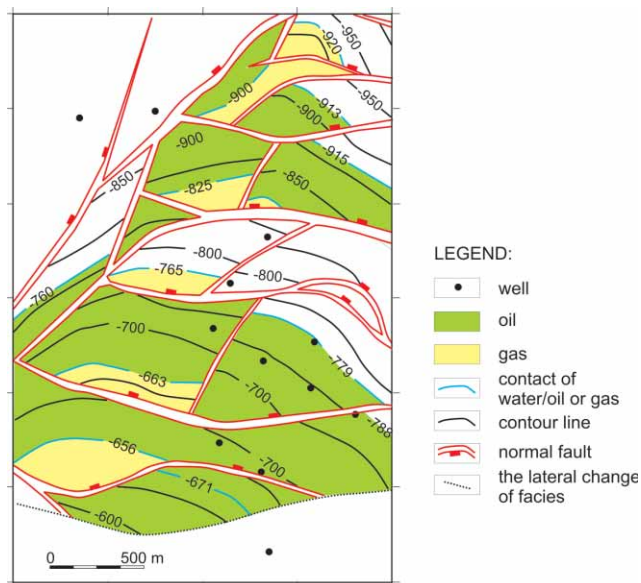 -950
-920
-950
-900
-913
-900
-915
-900
-850
-850
-825
-800
-765
-800
-760
-700
-779
-663
-700
-788
-656
-700
-671
-600
0 500 m
LEGEND:
well
oil
gas
contact of
water/oil or gas
contour line
normal fault
the lateral change
of facies